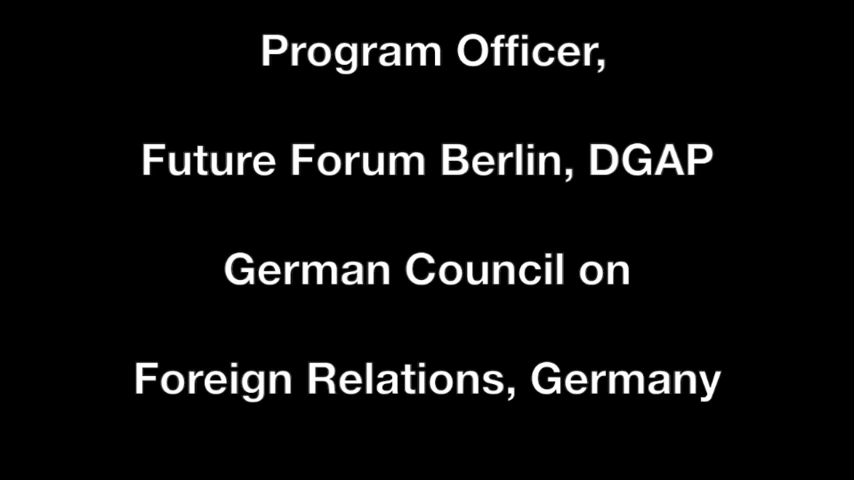 Program Officer,
Future Forum Berlin, DGAP
German Council on
Foreign Relations, Germany